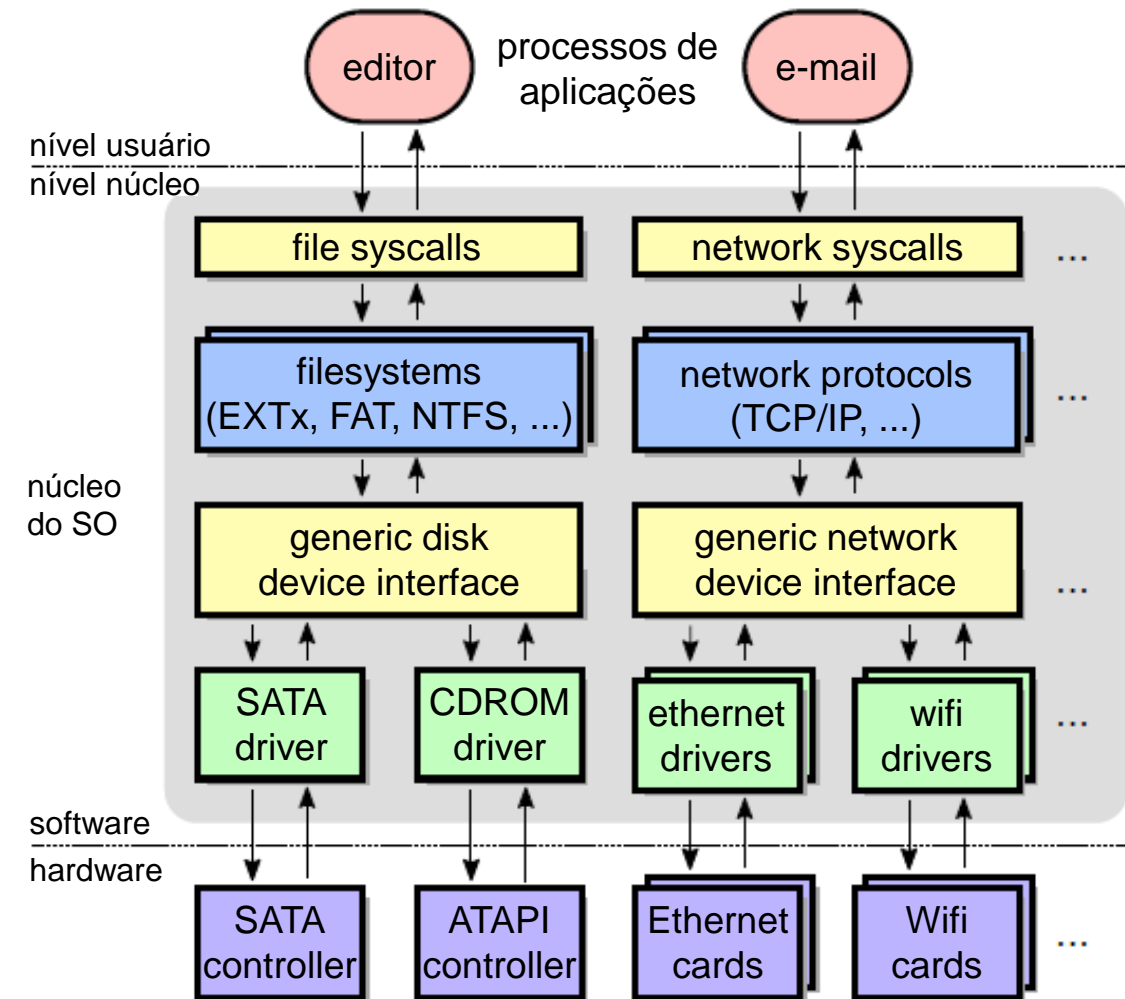 editor
processos de
aplicações
e-mail
nível usuário
nível núcleo
file syscalls
network syscalls
...
filesystems
(EXTx, FAT, NTFS, ...)
network protocols
(TCP/IP, ...)
...
núcleo
do SO
generic disk
device interface
generic network
device interface
...
SATA
driver
CDROM
driver
ethernet
drivers
wifi
drivers
...
software
hardware
SATA
controller
ATAPI
controller
Ethernet
cards
Wifi
cards
...